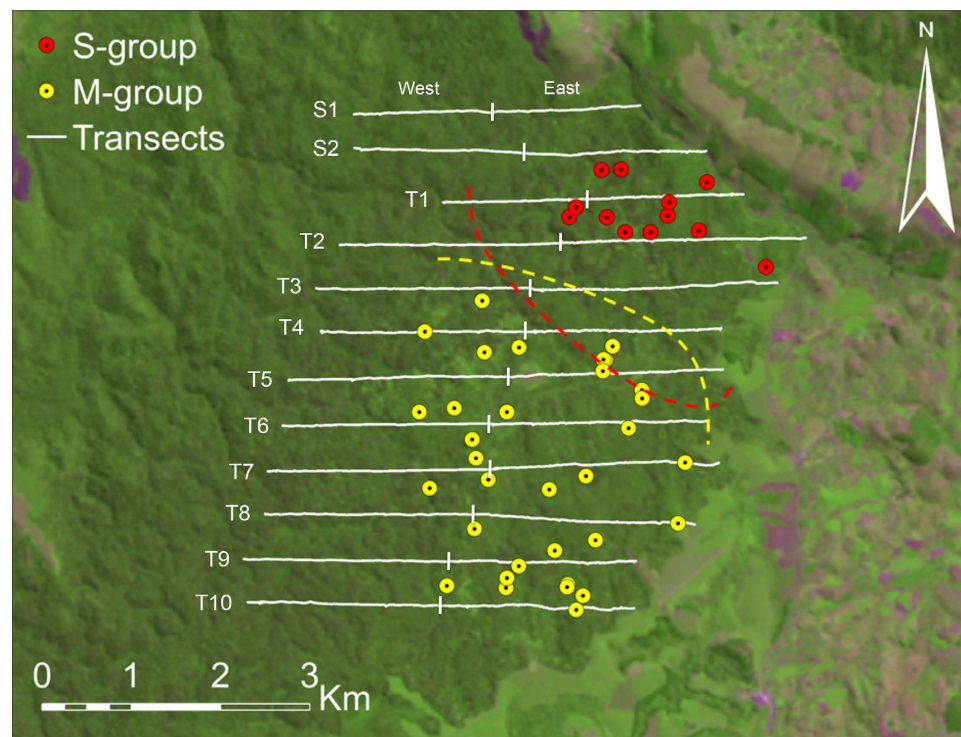 S-group
M-group
Transects
N
West East
S1
S2
T1
T2
T3
T4
T5
T6
T7
T8
T9
T10
0 1 2 3 Km